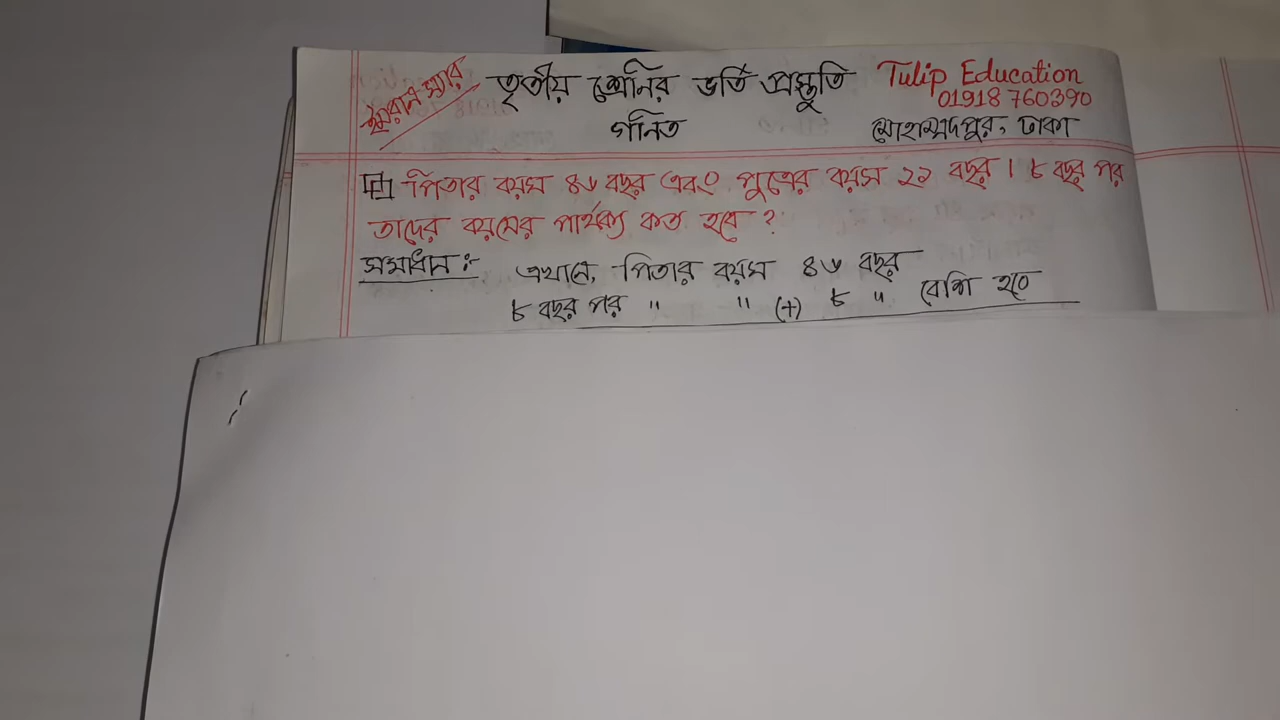 ইমরান স্যার
তৃতীয় শ্রেনির ভর্তি প্রস্তুতি
গনিত
Tulip Education
01918 760390
মোহাম্মদপুর, ঢাকা
পিতার বয়স ৪৬ বছর এবং পুত্রের বয়স ২২ বছর। ৮ বছর পর
তাদের বয়সের পার্থক্য কত হবে ?
সমাধান :- এখানে, পিতার বয়স ৪৬ বছর
৮ বছর পর " " (+) ৮ " বেশি হবে